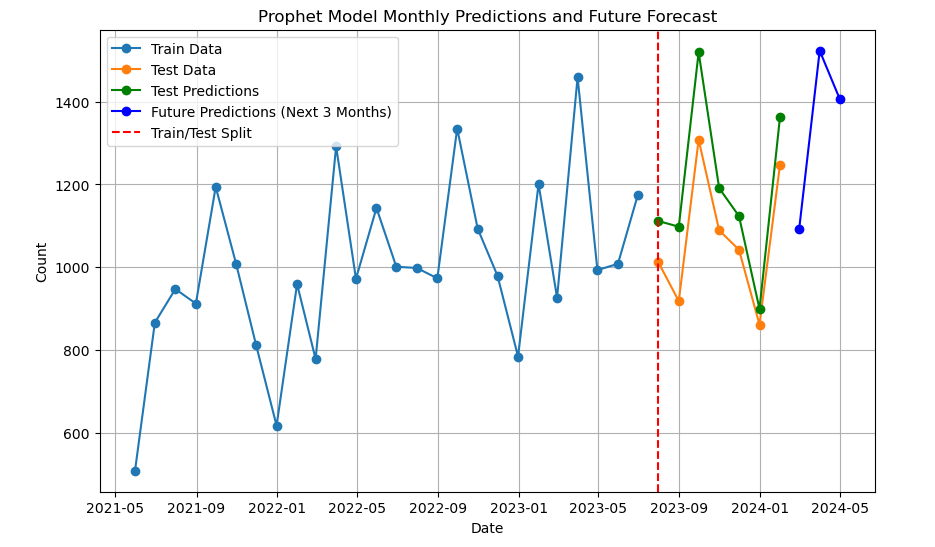 Prophet Model Monthly Predictions and Future Forecast
Train Data
Test Data
Test Predictions
Future Predictions (Next 3 Months)
Train/Test Split
1400
1200
1000
800
600
Count
2021-05 2021-09 2022-01 2022-05 2022-09 2023-01 2023-05 2023-09 2024-01 2024-05
Date